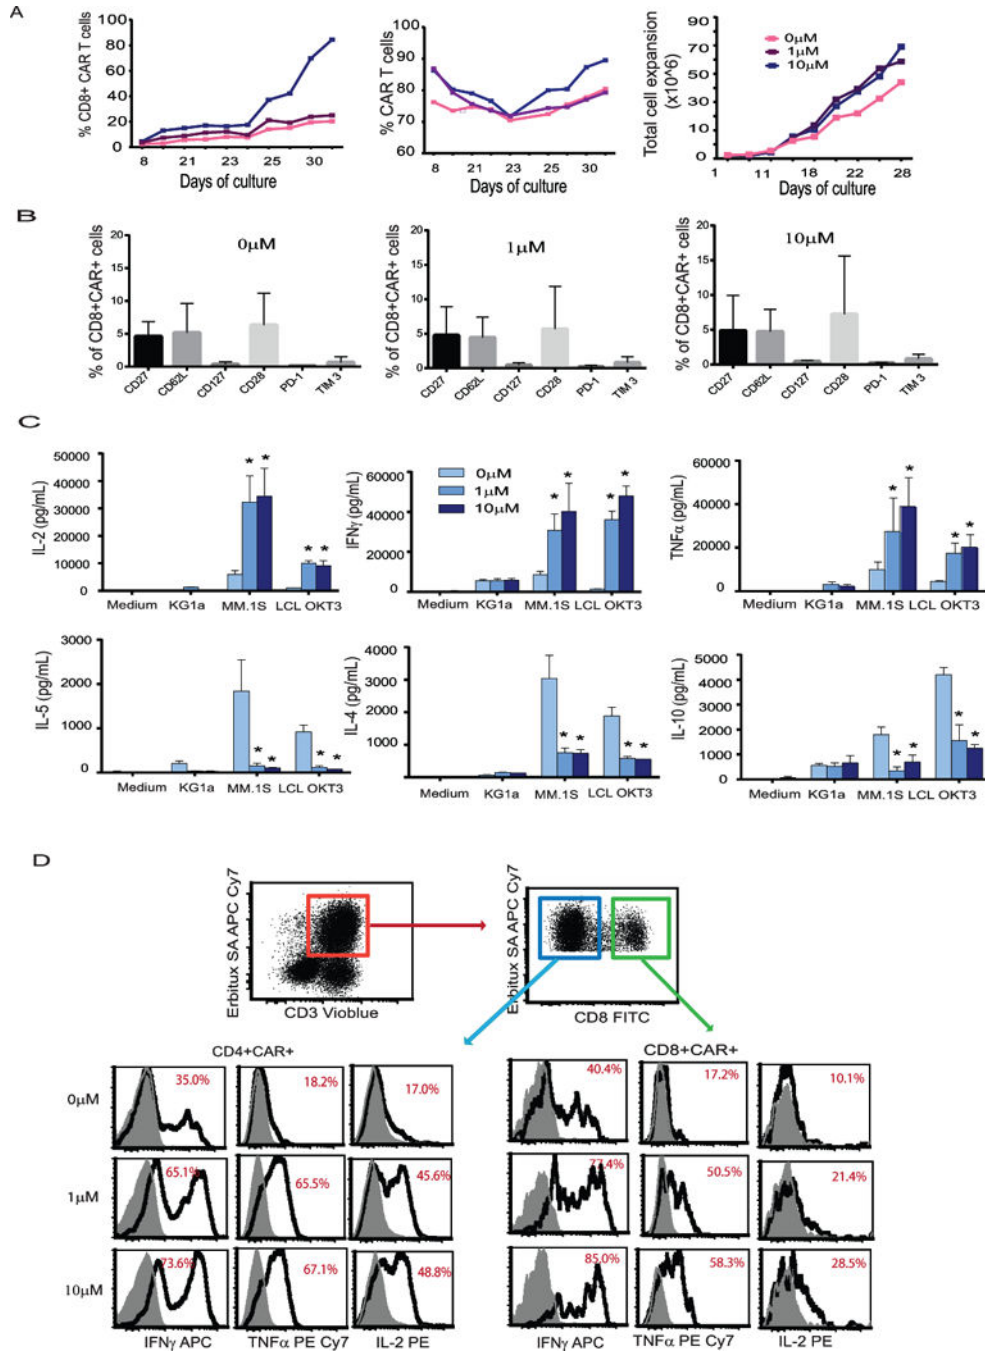 A
% CD8+ CAR T cells
100
80
60
40
20
0
8 21 23 25 30
Days of culture
% CAR T cells
100
90
80
70
60
8 21 23 25 30
Days of culture
Total cell expansion
(x10^6)
90
70
50
30
10
0
1 11 18 22 28
Days of culture
0μM
1μM
10μM
B
% of CD8+CAR+ cells
20
15
10
5
0
0μM
CD27 CD62L CD127 CD28 PD-1 TIM 3
% of CD8+CAR+ cells
20
15
10
5
0
1μM
CD27 CD62L CD127 CD28 PD-1 TIM 3
% of CD8+CAR+ cells
20
15
10
5
0
10μM
CD27 CD62L CD127 CD28 PD-1 TIM 3
C
IL-2 (pg/mL)
50000
40000
30000
20000
10000
0
* * * *
Medium KG1a MM.1S LCL OKT3
IFNγ (pg/mL)
60000
40000
20000
0
0μM
1μM
10μM
* * * *
Medium KG1a MM.1S LCL OKT3
TNFα (pg/mL)
60000
40000
20000
0
* * * *
Medium KG1a MM.1S LCL OKT3
IL-5 (pg/mL)
3000
2000
1000
0
* * * *
Medium KG1a MM.1S LCL OKT3
IL-4 (pg/mL)
4000
3000
2000
1000
0
* * * *
Medium KG1a MM.1S LCL OKT3
IL-10 (pg/mL)
5000
4000
3000
2000
1000
0
* * * *
Medium KG1a MM.1S LCL OKT3
D
Erbitux SA APC Cy7
CD3 Vioblue
Erbitux SA APC Cy7
CD8 FITC
CD4+CAR+
CD8+CAR+
0μM
35.0% 18.2% 17.0% 40.4% 17.2% 10.1%
1μM
65.1% 65.5% 45.6% 77.4% 50.5% 21.4%
10μM
73.6% 67.1% 48.8% 85.0% 58.3% 28.5%
IFNγ APC TNFα PE Cy7 IL-2 PE IFNγ APC TNFα PE Cy7 IL-2 PE